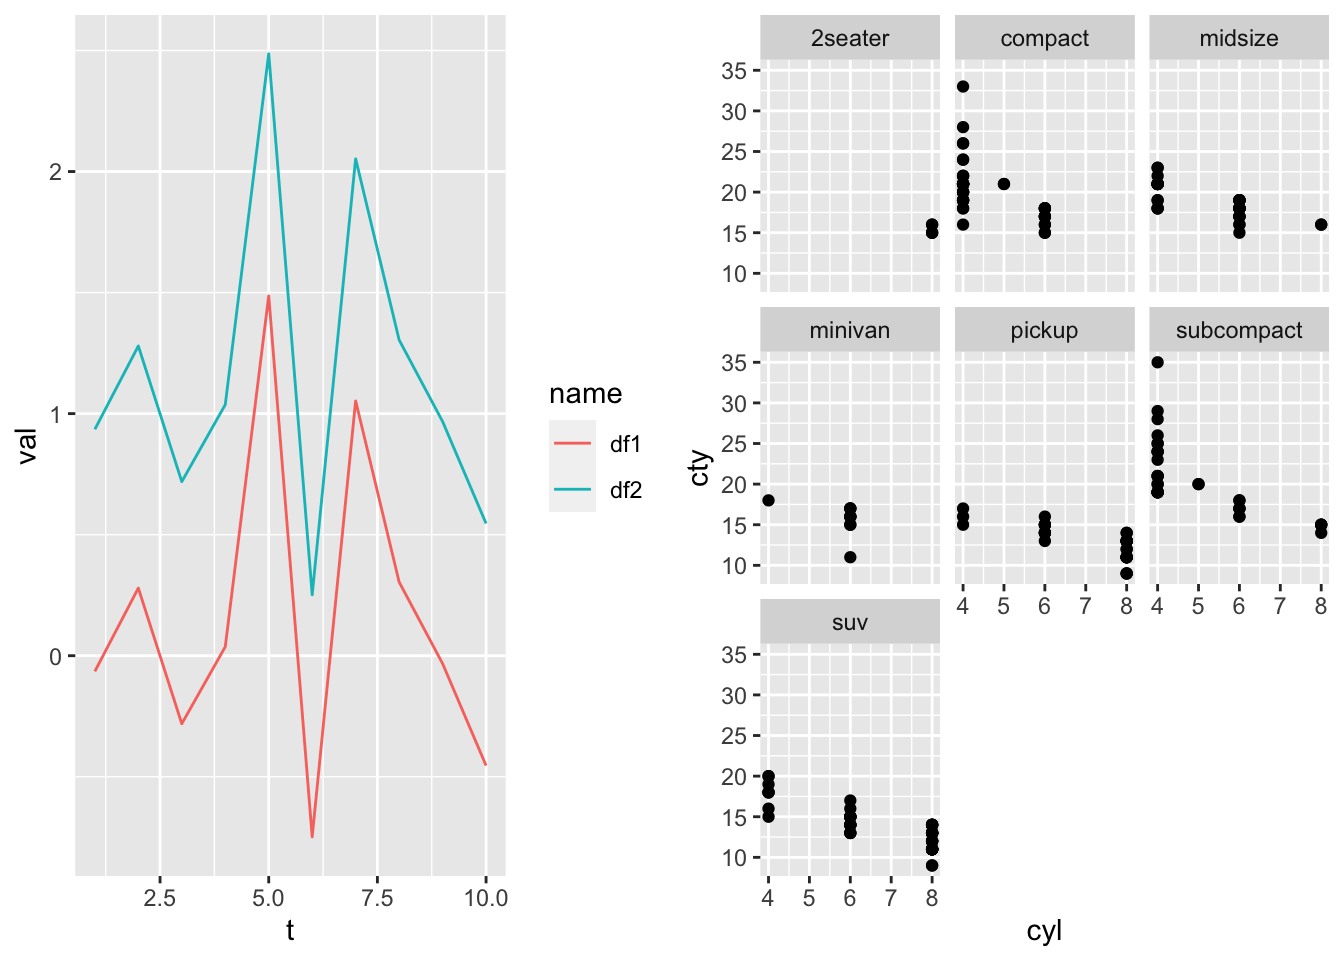 val
2
1
0
2.5 5.0 7.5 10.0
t
name
df1
df2
cty
2seater compact midsize
35
30
25
20
15
10
minivan pickup subcompact
35
30
25
20
15
10
4 5 6 7 8 4 5 6 7 8
suv
35
30
25
20
15
10
4 5 6 7 8
cyl